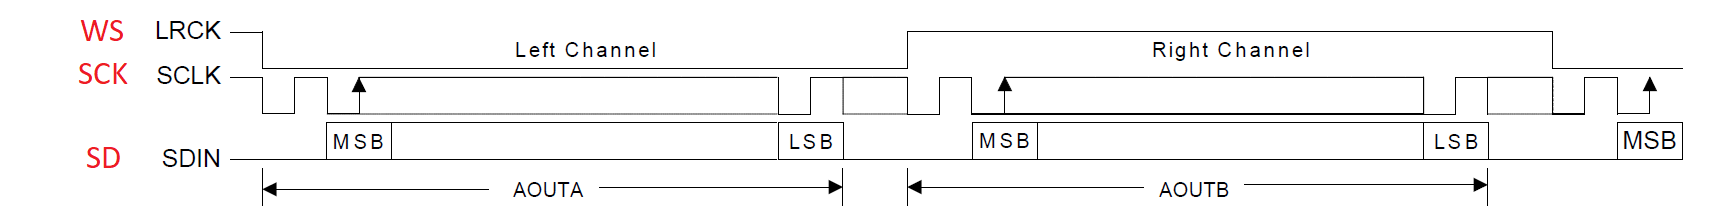 WS LRCK Left Channel Right Channel
SCK SCLK
MSB LSB MSB LSB MSB
SD SDIN
AOUTA AOUTB